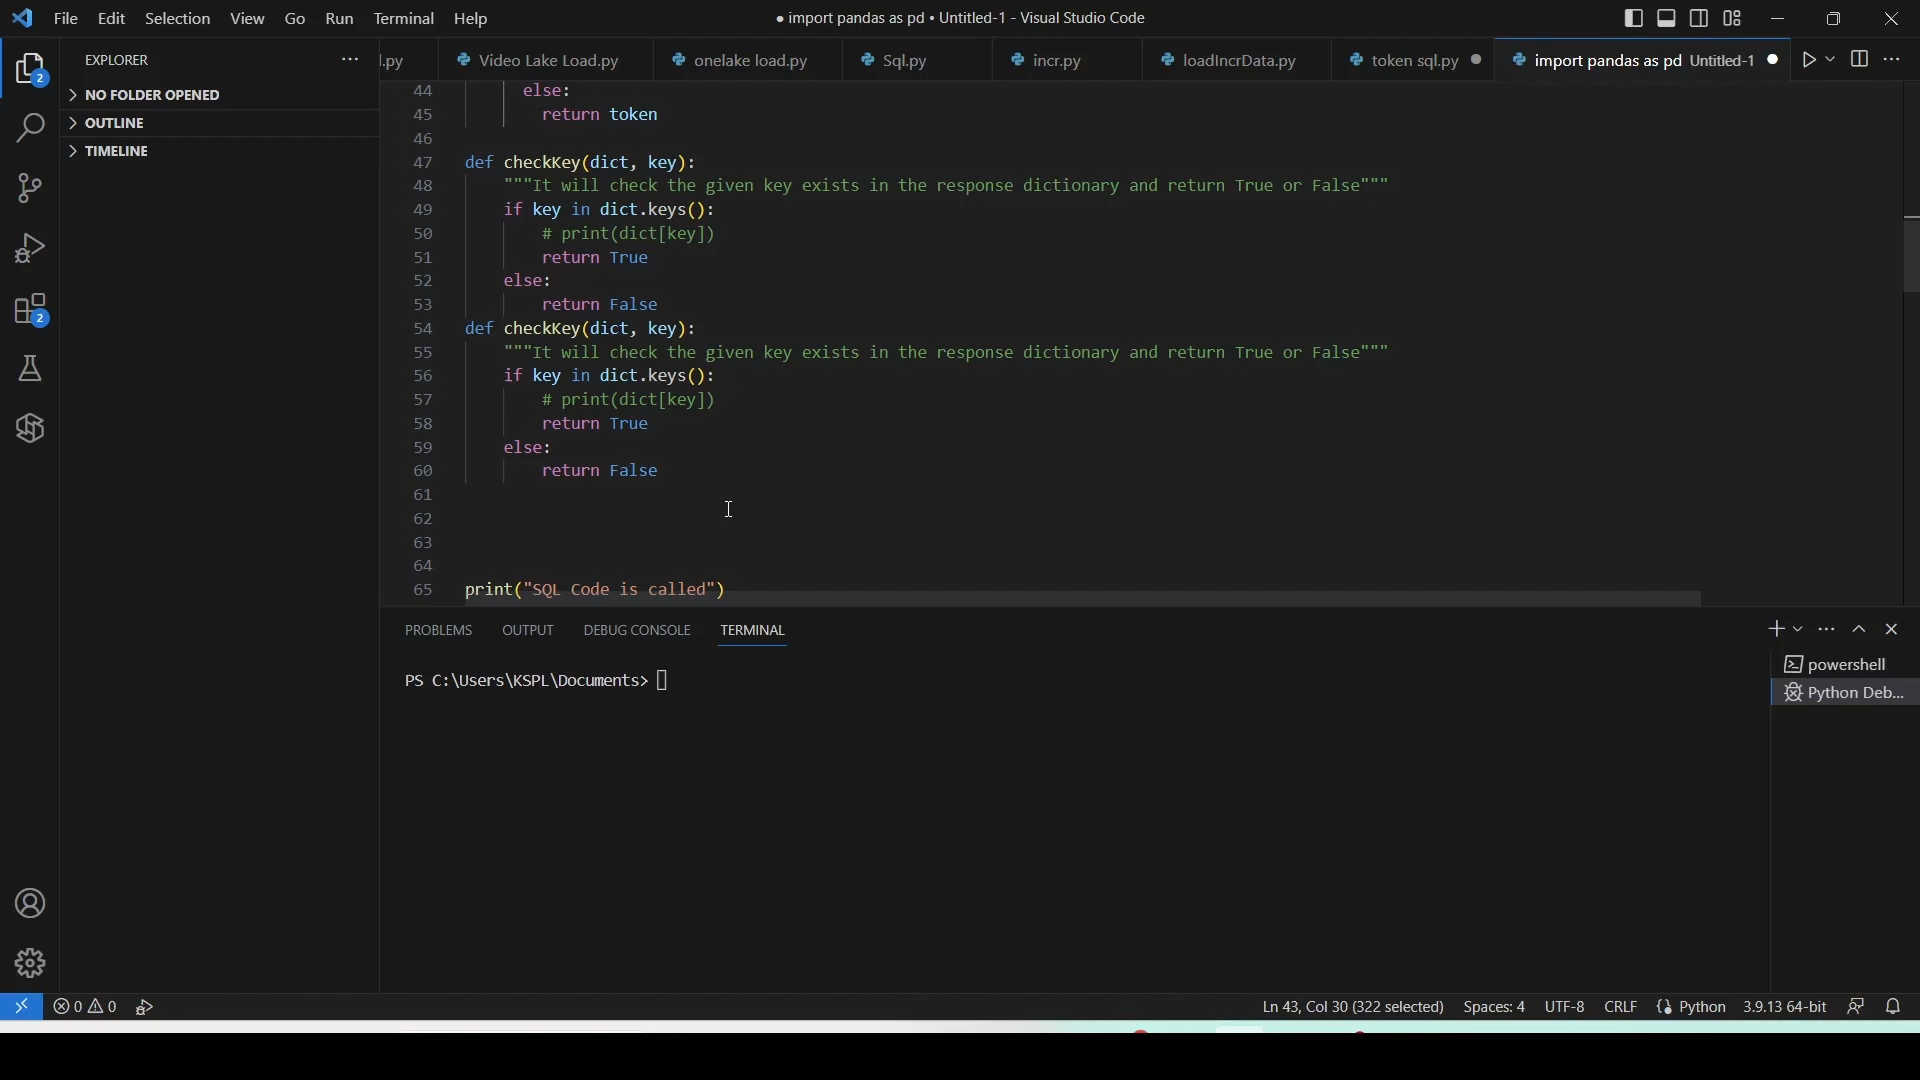 File Edit Selection View Go Run Terminal Help
● import pandas as pd • Untitled-1 - Visual Studio Code
EXPLORER
NO FOLDER OPENED
OUTLINE
TIMELINE
2
2
l.py
Video Lake Load.py
onelake load.py
Sql.py
incr.py
loadIncrData.py
token sql.py
import pandas as pd Untitled-1
44 else:
45 return token
46
47 def checkKey(dict, key):
48 """It will check the given key exists in the response dictionary and return True or False"""
49 if key in dict.keys():
50 # print(dict[key])
51 return True
52 else:
53 return False
54 def checkKey(dict, key):
55 """It will check the given key exists in the response dictionary and return True or False"""
56 if key in dict.keys():
57 # print(dict[key])
58 return True
59 else:
60 return False
61
62
63
64
65 print("SQL Code is called")
PROBLEMS OUTPUT DEBUG CONSOLE TERMINAL
PS C:\Users\KSPL\Documents>
powershell
Python Deb...
0 0
Ln 43, Col 30 (322 selected) Spaces: 4 UTF-8 CRLF Python 3.9.13 64-bit